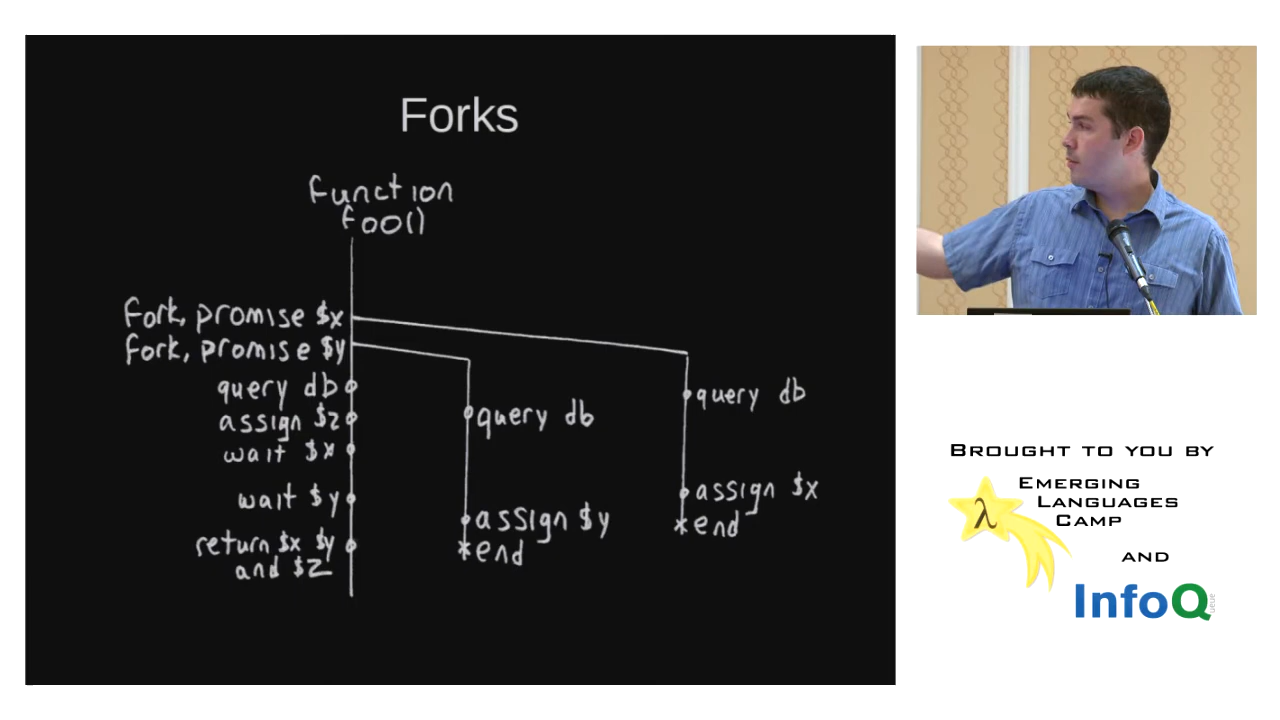 Forks
function
foo()
fork, promise $x
fork, promise $y
query db
assign $z
wait $x
wait $y
return $x $y
and $z
query db
assign $y
*end
query db
assign $x
*end
BROUGHT TO YOU BY
EMERGING
LANGUAGES
CAMP
λ
AND
InfoQ
ueue